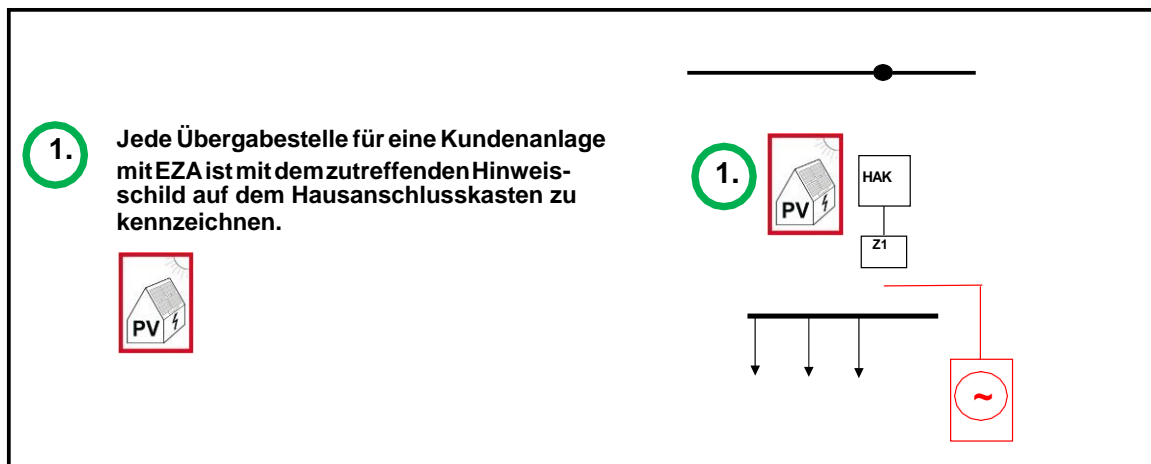 1.
Jede Übergabestelle für eine Kundenanlage
mit EZA ist mit dem zutreffenden Hinweis-
schild auf dem Hausanschlusskasten zu
kennzeichnen.
PV
1.
PV
HAK
Z1
~